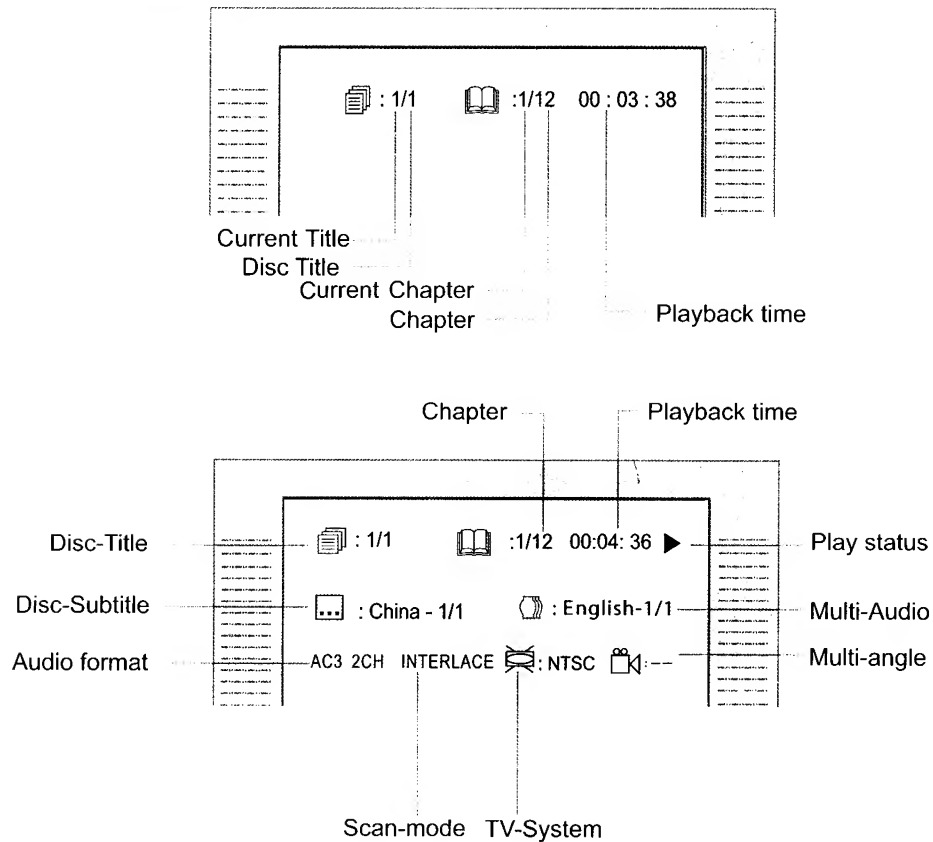 : 1/1 :1/12 00 : 03 : 38
Current Title
Disc Title
Current Chapter
Chapter
Playback time
Chapter Playback time
Disc-Title : 1/1 :1/12 00:04: 36 Play status
Disc-Subtitle : China - 1/1 : English-1/1 Multi-Audio
Audio format AC3 2CH INTERLACE : NTSC :-- Multi-angle
Scan-mode TV-System